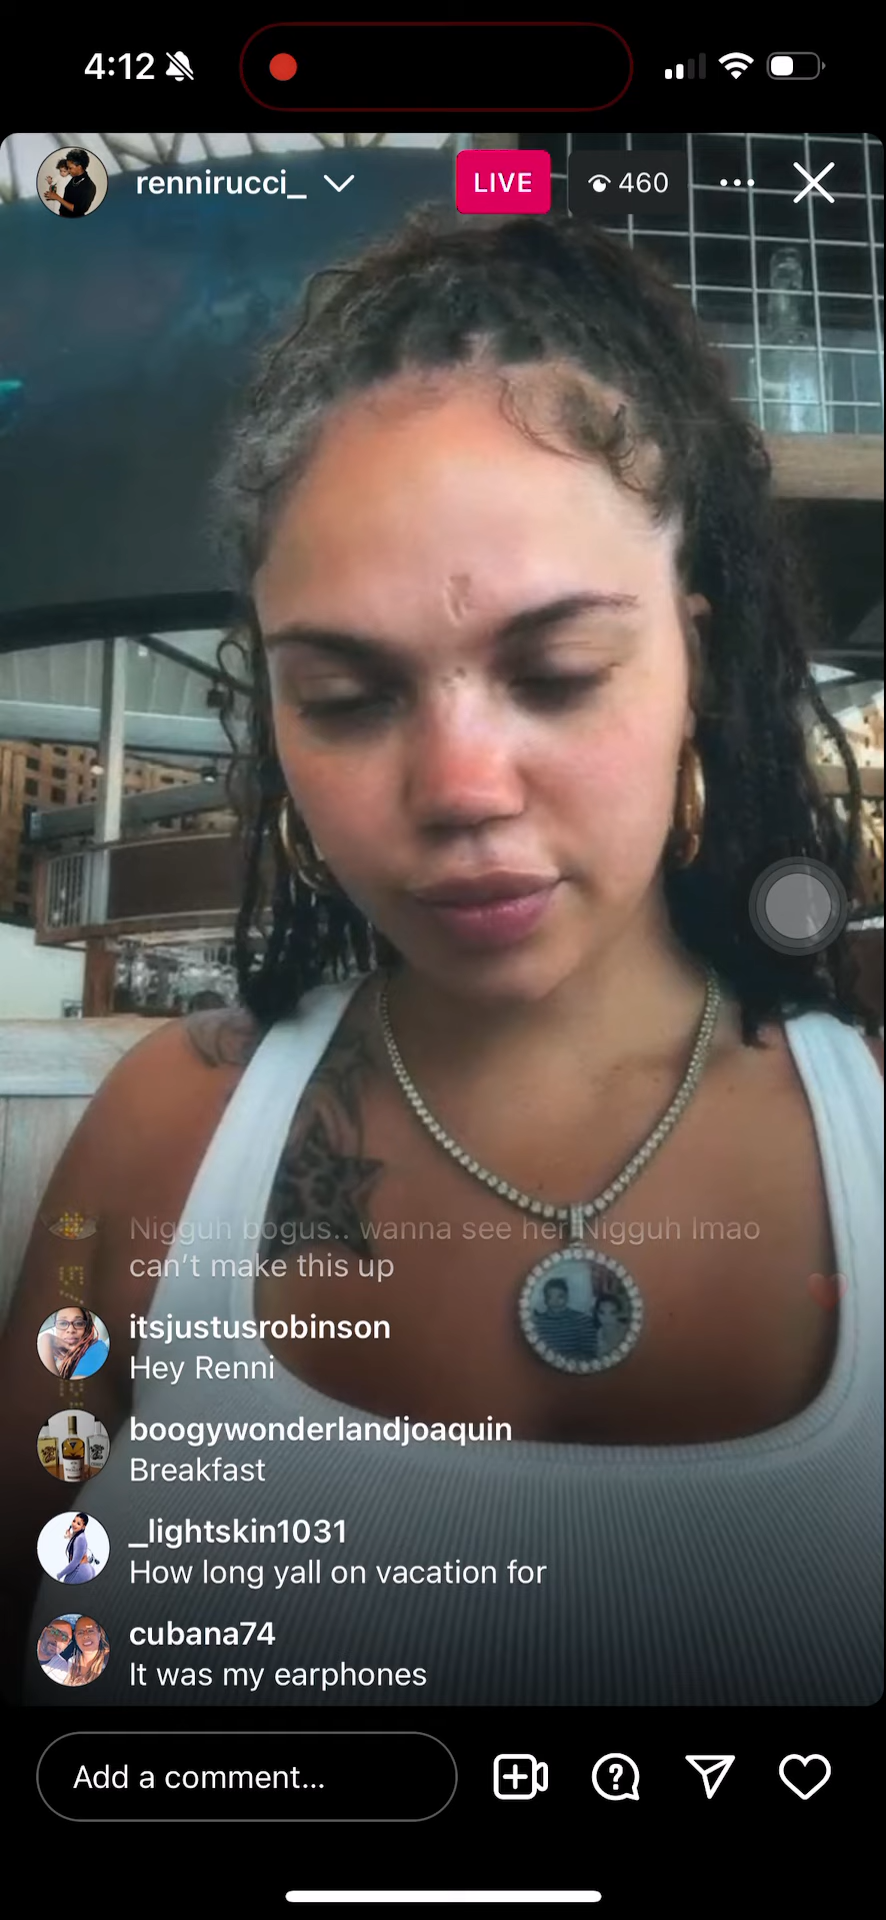 4:12
rennirucci_
LIVE
460
Nigguh bogus.. wanna see her Nigguh lmao
can't make this up
itsjustusrobinson
Hey Renni
boogywonderlandjoaquin
Breakfast
_lightskin1031
How long yall on vacation for
cubana74
It was my earphones
Add a comment...